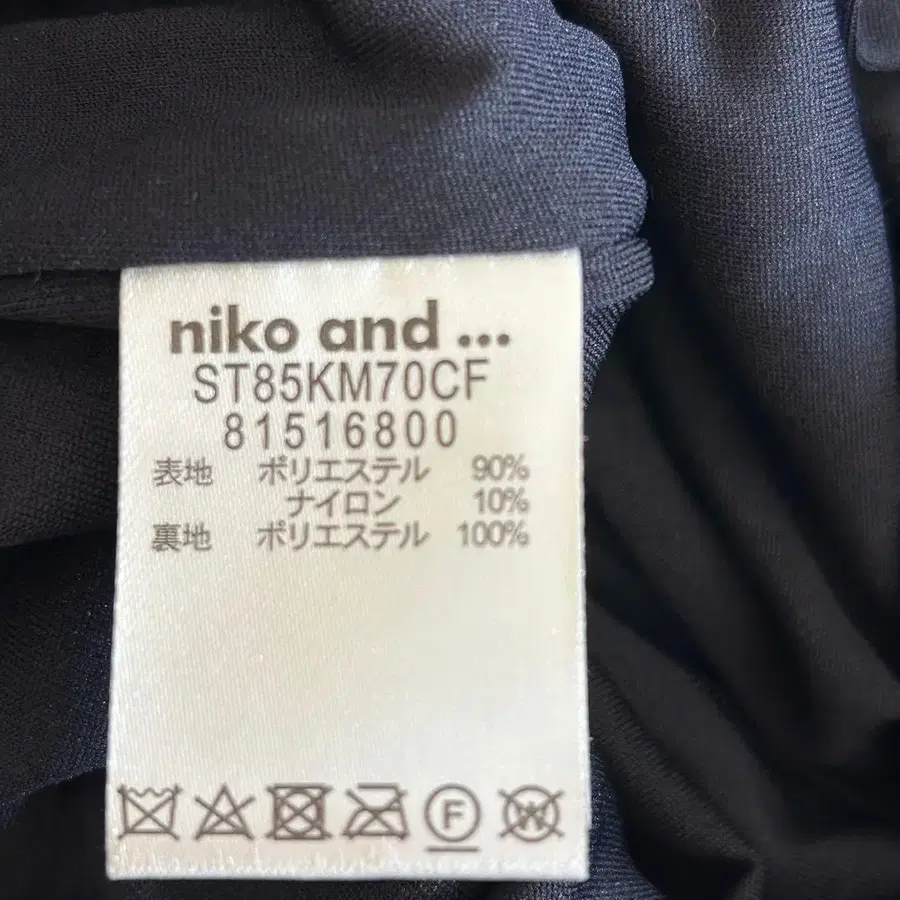 niko and ...
ST85KM70CF
81516800
表地 ポリエステル 90%
ナイロン 10%
裏地 ポリエステル 100%
F W